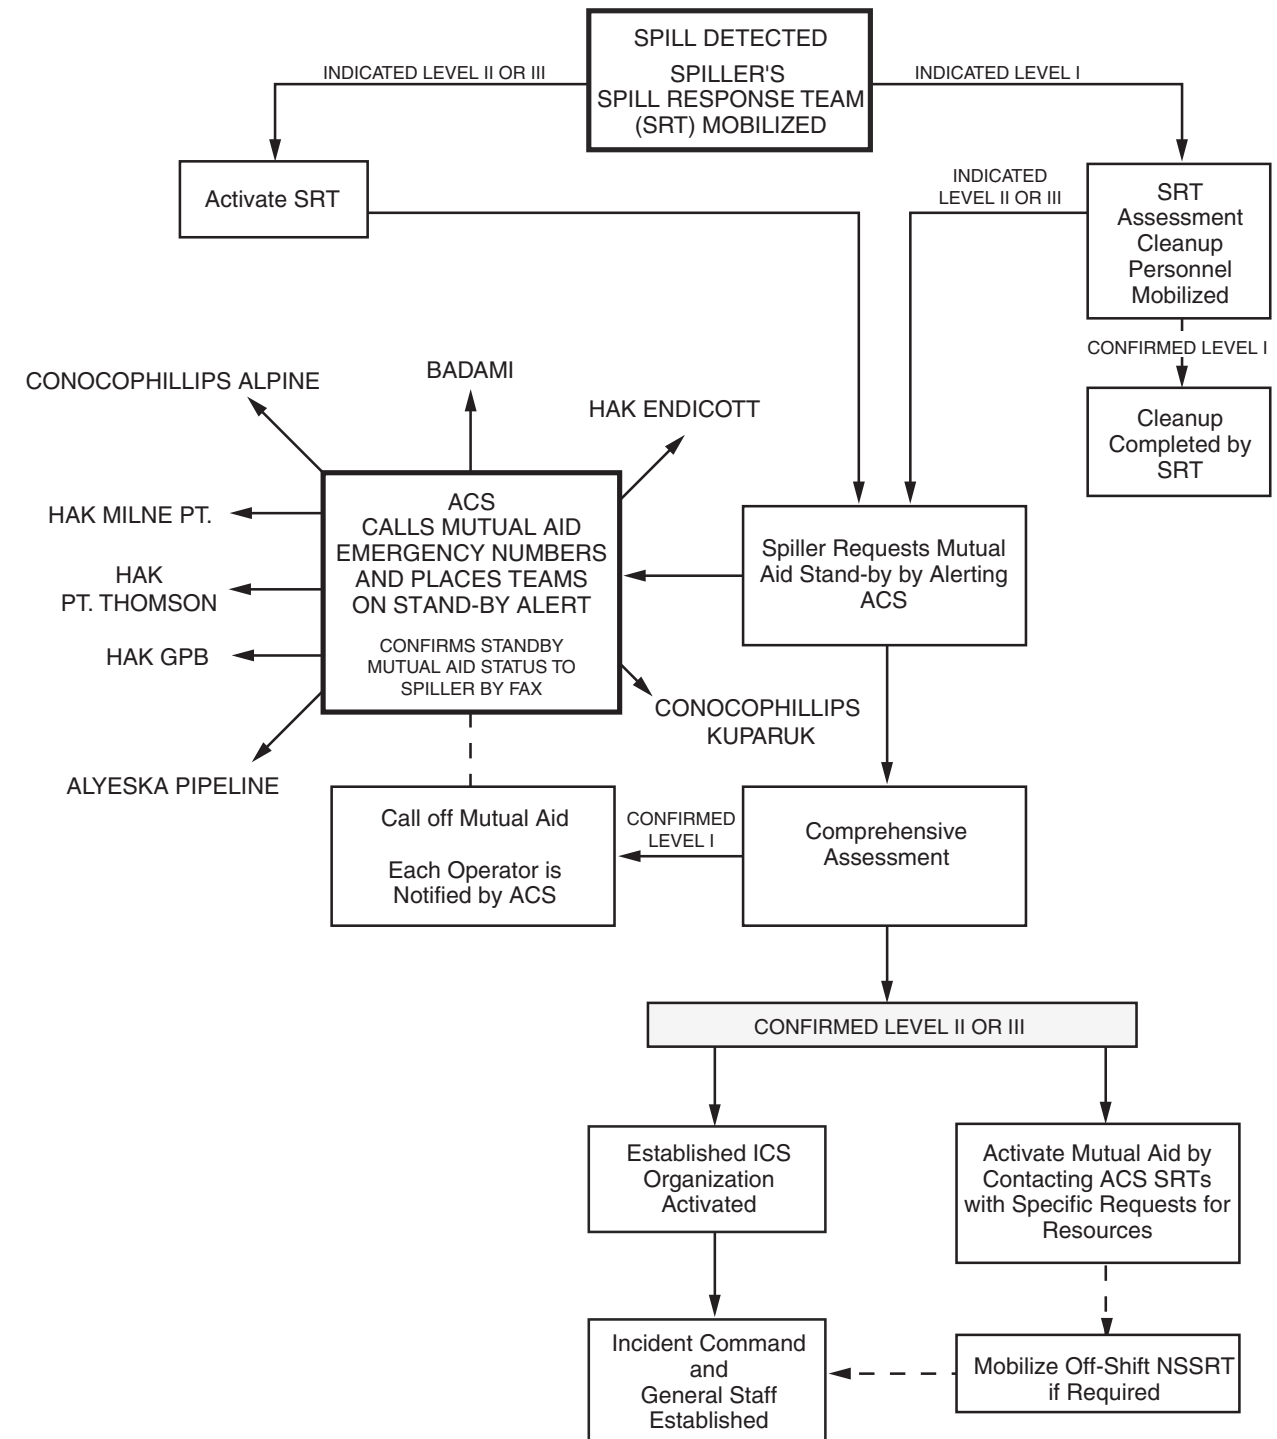 SPILL DETECTED
SPILLER'S
SPILL RESPONSE TEAM
(SRT) MOBILIZED
INDICATED LEVEL II OR III
INDICATED LEVEL I
Activate SRT
INDICATED
LEVEL II OR III
SRT
Assessment
Cleanup
Personnel
Mobilized
CONFIRMED LEVEL I
Cleanup
Completed by
SRT
CONOCOPHILLIPS ALPINE
BADAMI
HAK ENDICOTT
HAK MILNE PT.
HAK
PT. THOMSON
HAK GPB
ALYESKA PIPELINE
ACS
CALLS MUTUAL AID
EMERGENCY NUMBERS
AND PLACES TEAMS
ON STAND-BY ALERT
CONFIRMS STANDBY
MUTUAL AID STATUS TO
SPILLER BY FAX
CONOCOPHILLIPS
KUPARUK
Spiller Requests Mutual
Aid Stand-by by Alerting
ACS
Call off Mutual Aid
Each Operator is
Notified by ACS
CONFIRMED
LEVEL I
Comprehensive
Assessment
CONFIRMED LEVEL II OR III
Established ICS
Organization
Activated
Activate Mutual Aid by
Contacting ACS SRTs
with Specific Requests for
Resources
Incident Command
and
General Staff
Established
Mobilize Off-Shift NSSRT
if Required